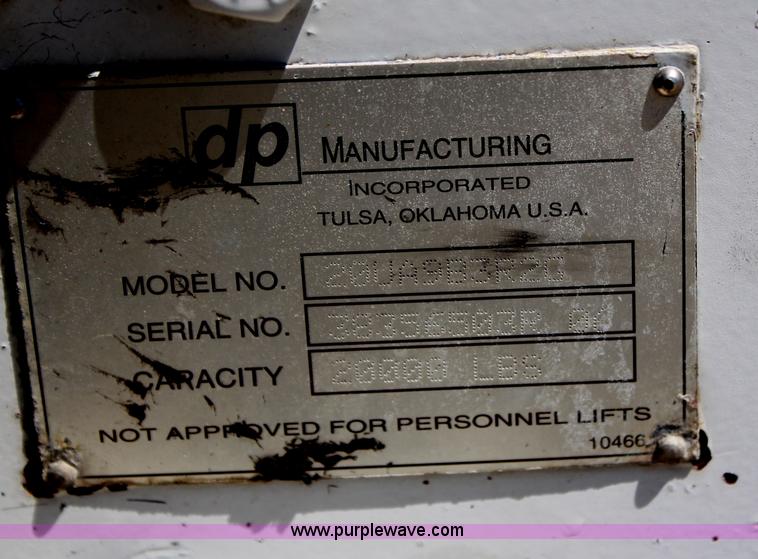 dp MANUFACTURING
INCORPORATED
TULSA, OKLAHOMA U.S.A.
MODEL NO. 20UA9B3R2G
SERIAL NO.
CAPACITY 20000 LBS
NOT APPROVED FOR PERSONNEL LIFTS
10466
www.purplewave.com